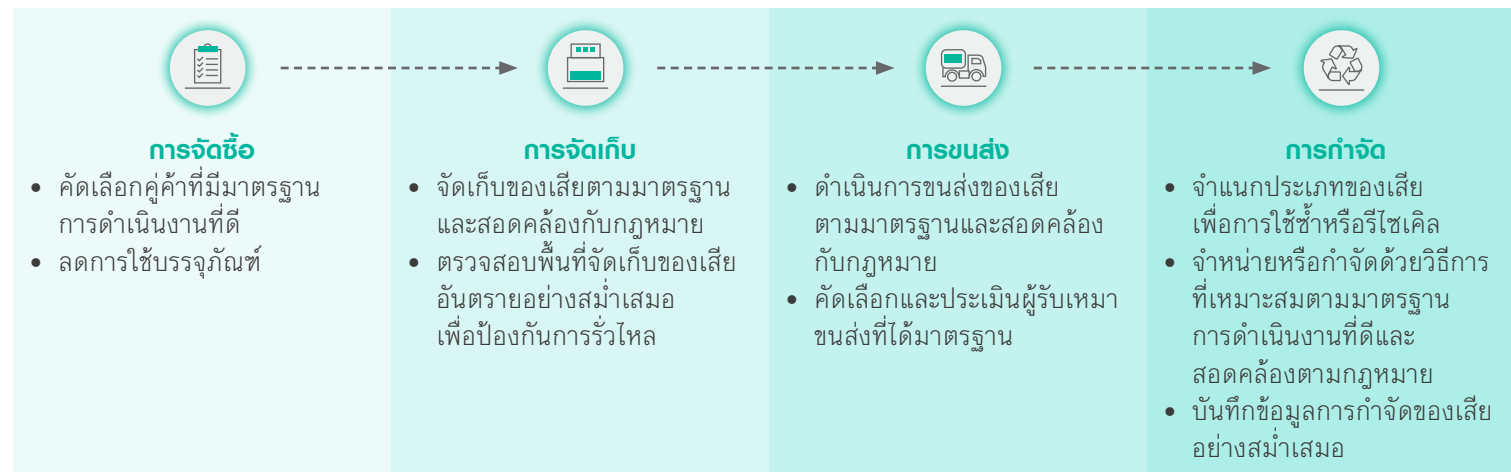 การจัดซื้อ
คัดเลือกคู่ค้าที่มีมาตรฐาน
การดำเนินงานที่ดี
ลดการใช้บรรจุภัณฑ์
การจัดเก็บ
จัดเก็บของเสียตามมาตรฐาน
และสอดคล้องกับกฎหมาย
ตรวจสอบพื้นที่จัดเก็บของเสีย
อันตรายอย่างสม่ำเสมอ
เพื่อป้องกันการรั่วไหล
การขนส่ง
ดำเนินการขนส่งของเสีย
ตามมาตรฐานและสอดคล้อง
กับกฎหมาย
คัดเลือกและประเมินผู้รับเหมา
ขนส่งที่ได้มาตรฐาน
การกำจัด
จำแนกประเภทของเสีย
เพื่อการใช้ซ้ำหรือรีไซเคิล
จำหน่ายหรือกำจัดด้วยวิธีการ
ที่เหมาะสมตามมาตรฐาน
การดำเนินงานที่ดีและ
สอดคล้องตามกฎหมาย
บันทึกข้อมูลการกำจัดของเสีย
อย่างสม่ำเสมอ